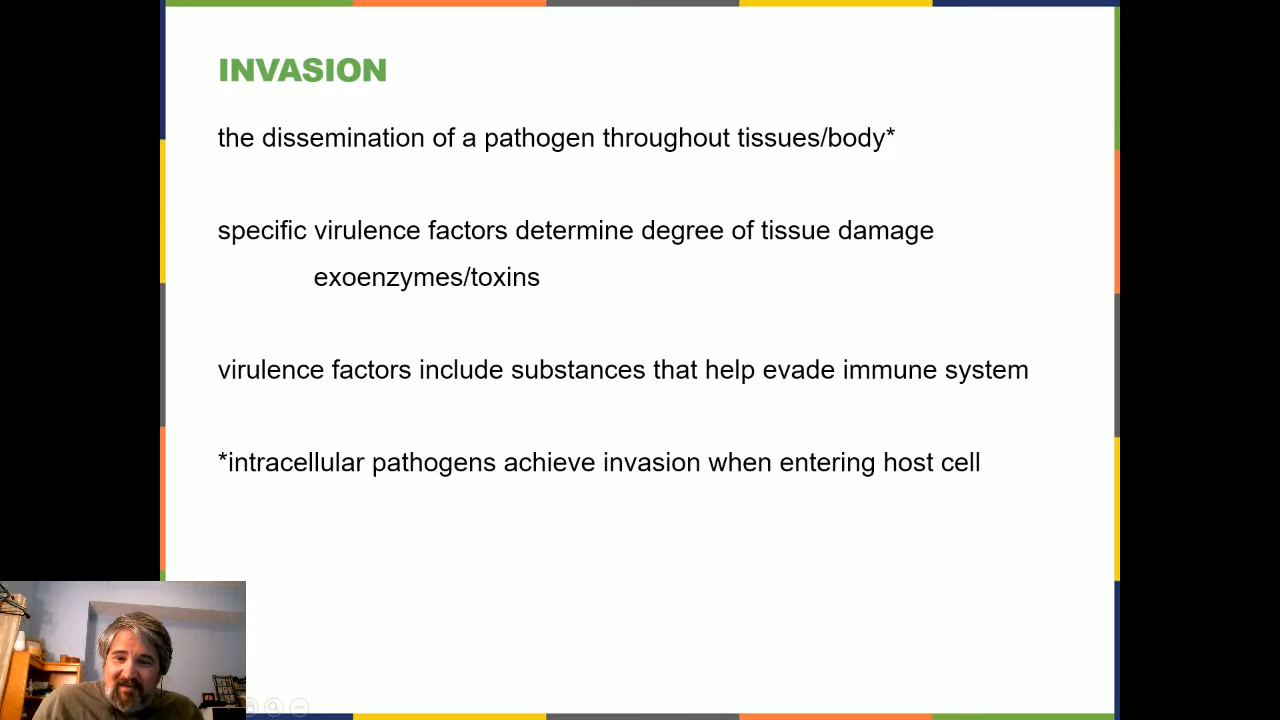 INVASION
the dissemination of a pathogen throughout tissues/body*
specific virulence factors determine degree of tissue damage
exoenzymes/toxins
virulence factors include substances that help evade immune system
*intracellular pathogens achieve invasion when entering host cell